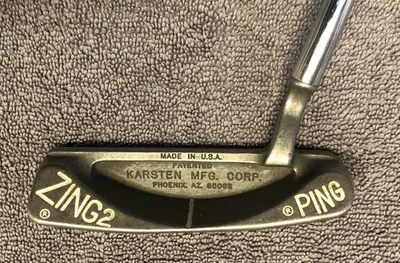 MADE IN U.S.A.
PATENTED
KARSTEN MFG. CORP.
PHOENIX, AZ. 85068
ZING2
®
® PING